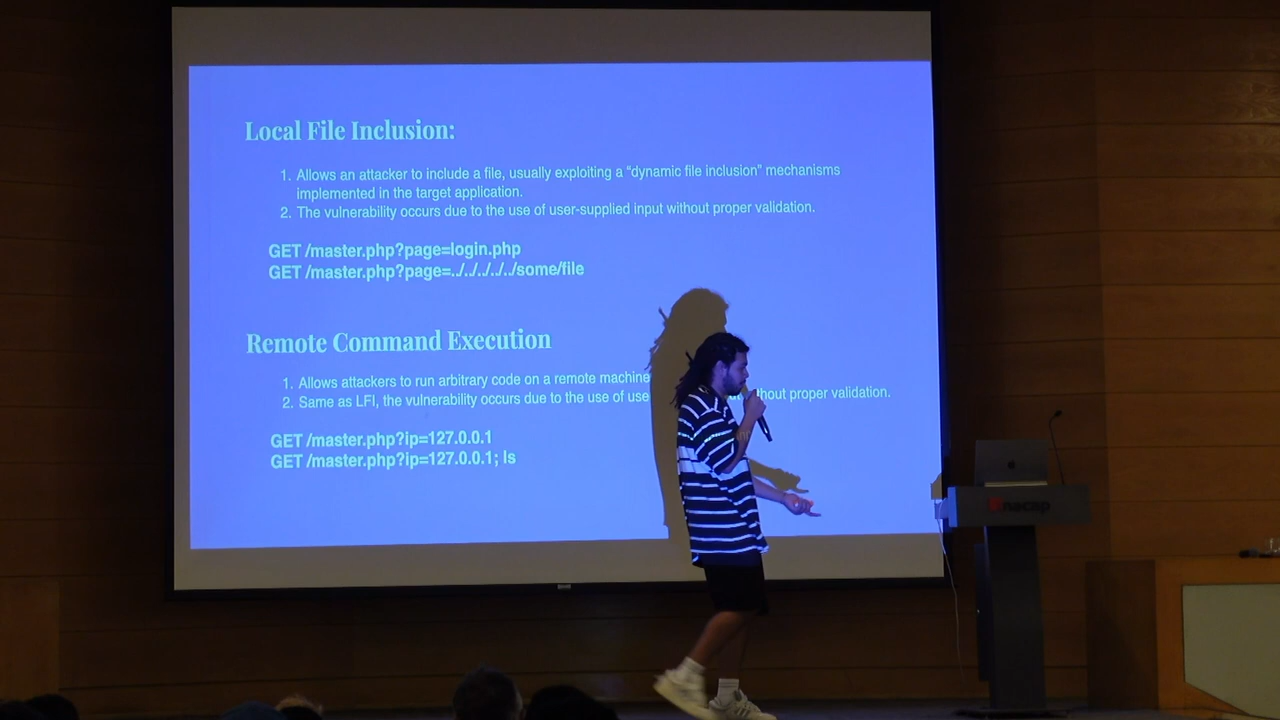 Local File Inclusion:
1. Allows an attacker to include a file, usually exploiting a "dynamic file inclusion" mechanisms
implemented in the target application.
2. The vulnerability occurs due to the use of user-supplied input without proper validation.
GET /master.php?page=login.php
GET /master.php?page=../../../../../some/file
Remote Command Execution
1. Allows attackers to run arbitrary code on a remote machine
2. Same as LFI, the vulnerability occurs due to the use of use without proper validation.
GET /master.php?ip=127.0.0.1
GET /master.php?ip=127.0.0.1; ls
inacap